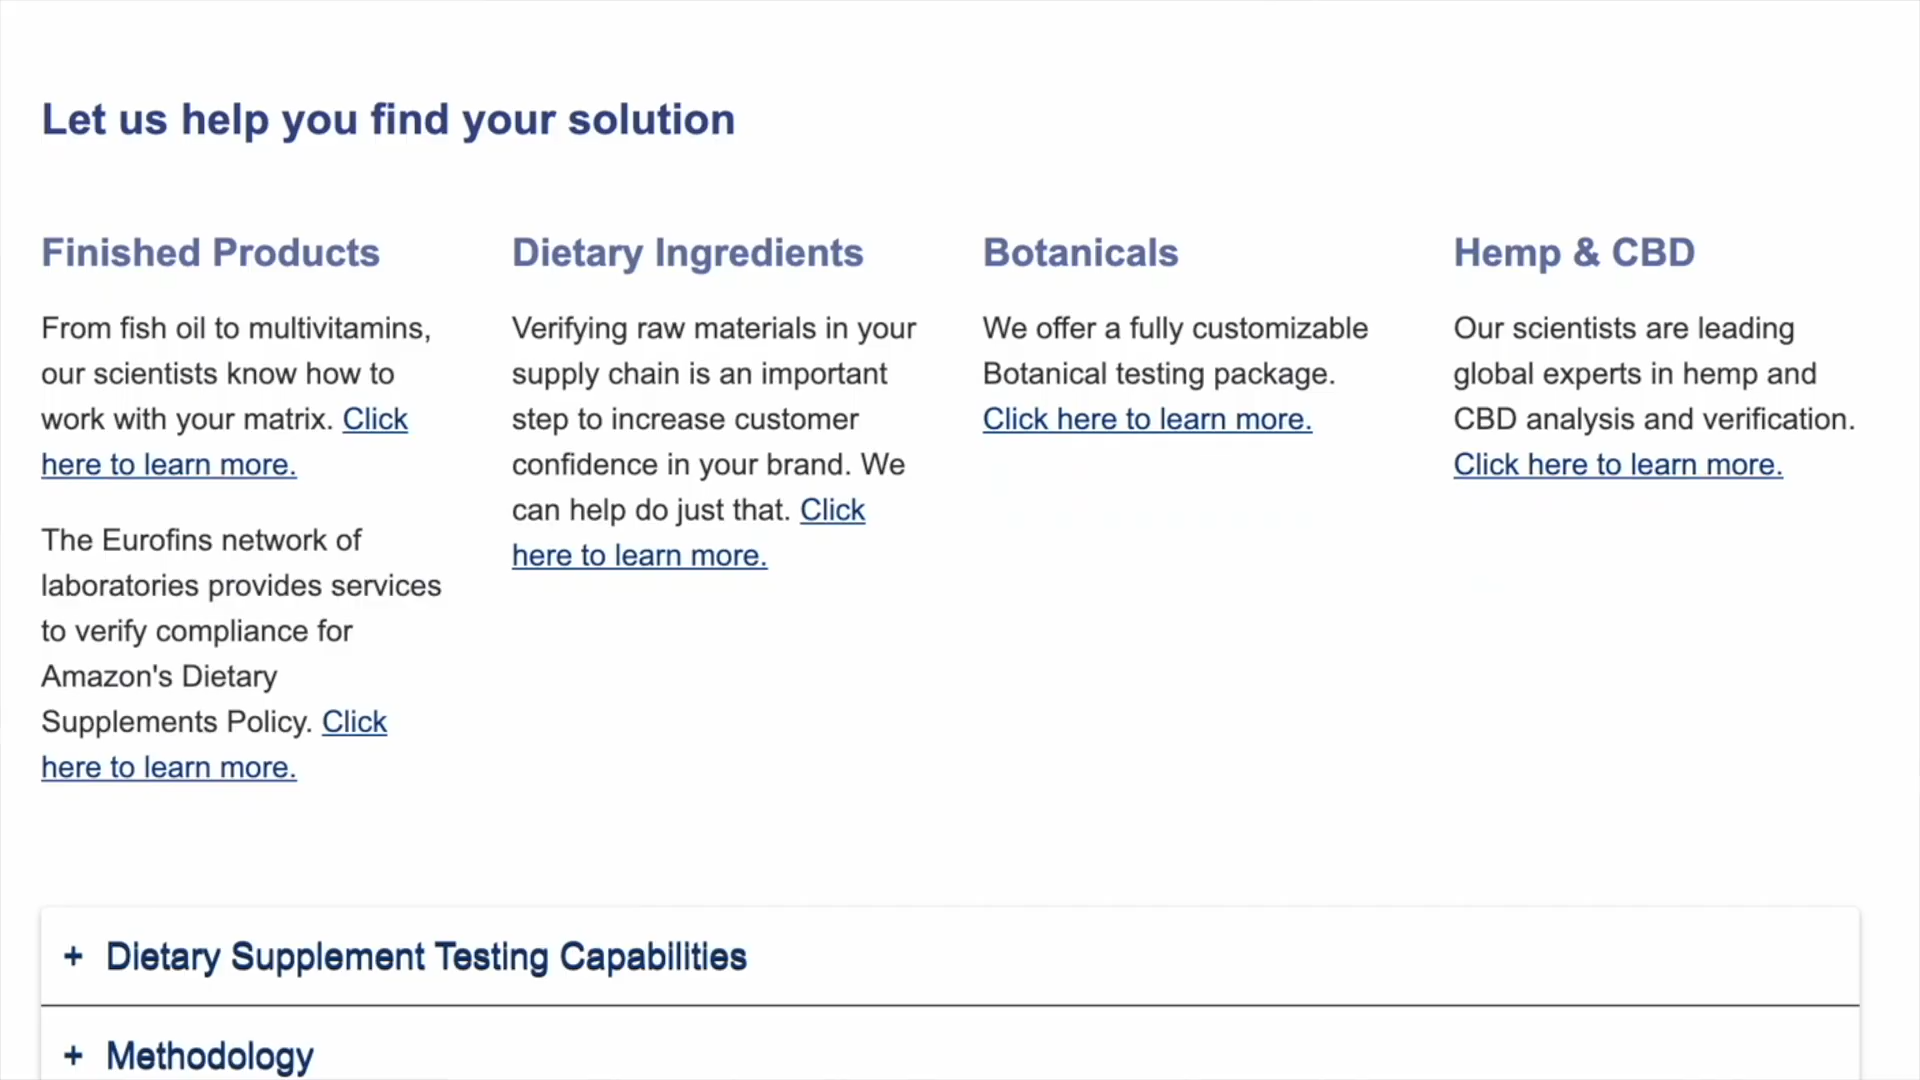 Let us help you find your solution
Finished Products
From fish oil to multivitamins,
our scientists know how to
work with your matrix. Click
here to learn more.
The Eurofins network of
laboratories provides services
to verify compliance for
Amazon's Dietary
Supplements Policy. Click
here to learn more.
Dietary Ingredients
Verifying raw materials in your
supply chain is an important
step to increase customer
confidence in your brand. We
can help do just that. Click
here to learn more.
Botanicals
We offer a fully customizable
Botanical testing package.
Click here to learn more.
Hemp & CBD
Our scientists are leading
global experts in hemp and
CBD analysis and verification.
Click here to learn more.
+ Dietary Supplement Testing Capabilities
+ Methodology